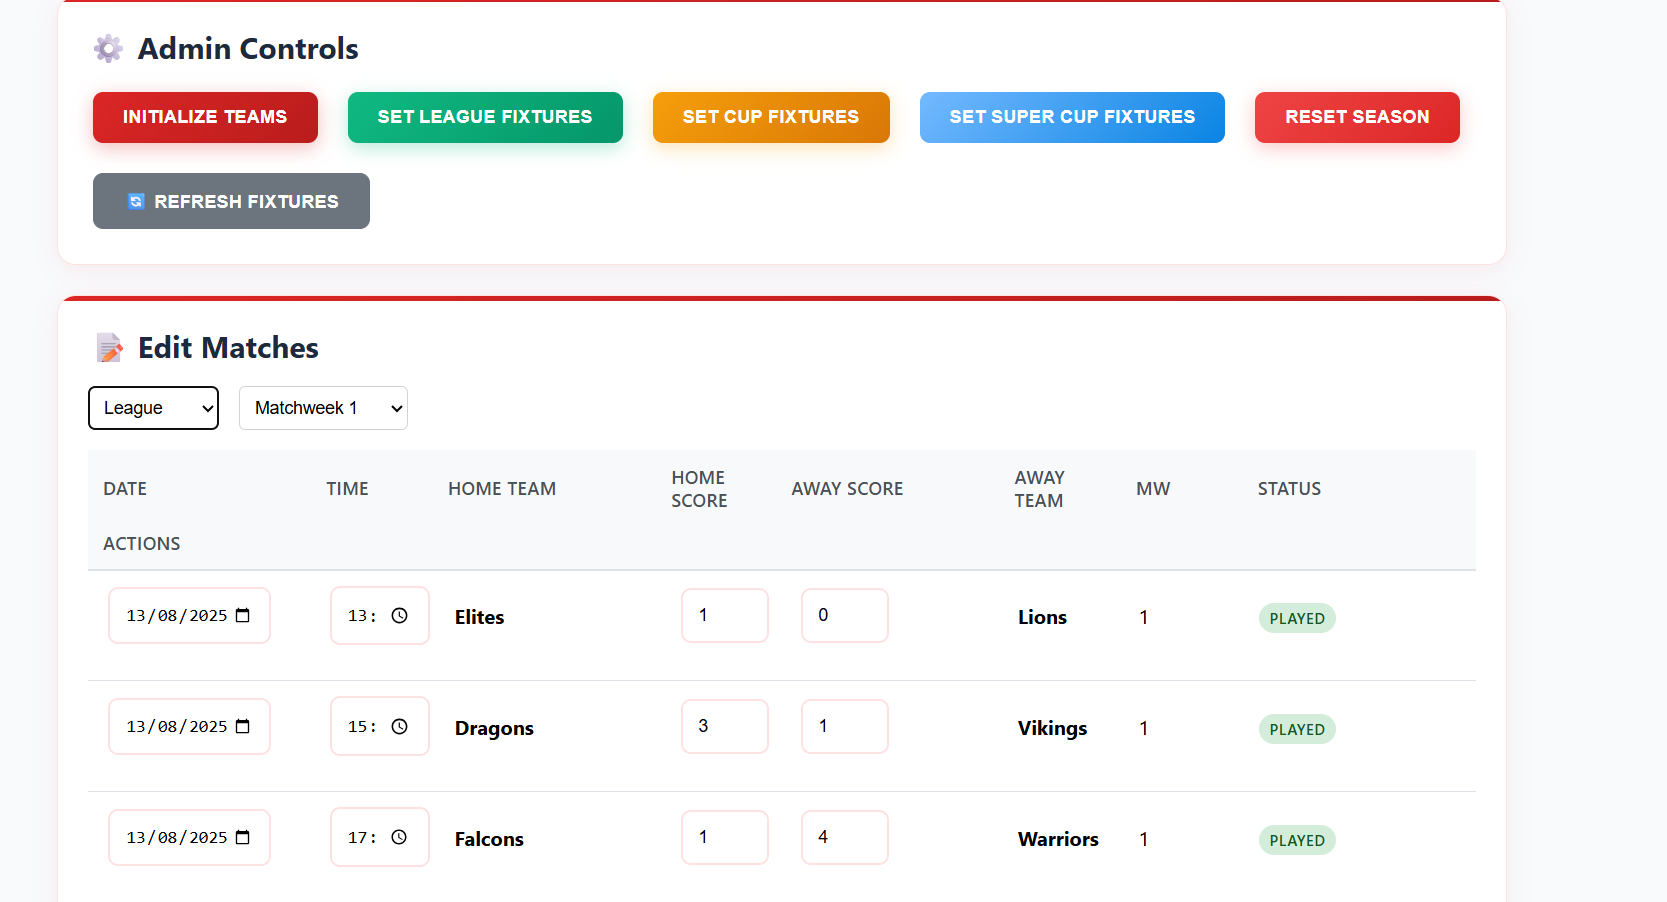 Admin Controls
INITIALIZE TEAMS
SET LEAGUE FIXTURES
SET CUP FIXTURES
SET SUPER CUP FIXTURES
RESET SEASON
REFRESH FIXTURES
Edit Matches
League
Matchweek 1
DATE
TIME
HOME TEAM
HOME
SCORE
AWAY SCORE
AWAY
TEAM
MW
STATUS
ACTIONS
13/08/2025
13:
Elites
1
0
Lions
1
PLAYED
13/08/2025
15:
Dragons
3
1
Vikings
1
PLAYED
13/08/2025
17:
Falcons
1
4
Warriors
1
PLAYED